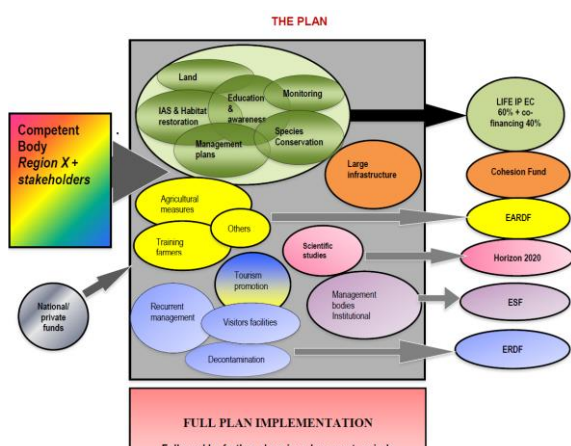 THE PLAN
Competent
Body
Region X +
stakeholders
National/
private
funds
Land
Education
&
awareness
Monitoring
IAS & Habitat
restoration
Management
plans
Species
Conservation
Large
infrastructure
Agricultural
measures
Others
Training
farmers
Scientific
studies
Tourism
promotion
Management
bodies
Institutional
Recurrent
management
Visitors facilities
Decontamination
LIFE IP EC
60% + co-
financing 40%
Cohesion Fund
EARDF
Horizon 2020
ESF
ERDF
FULL PLAN IMPLEMENTATION